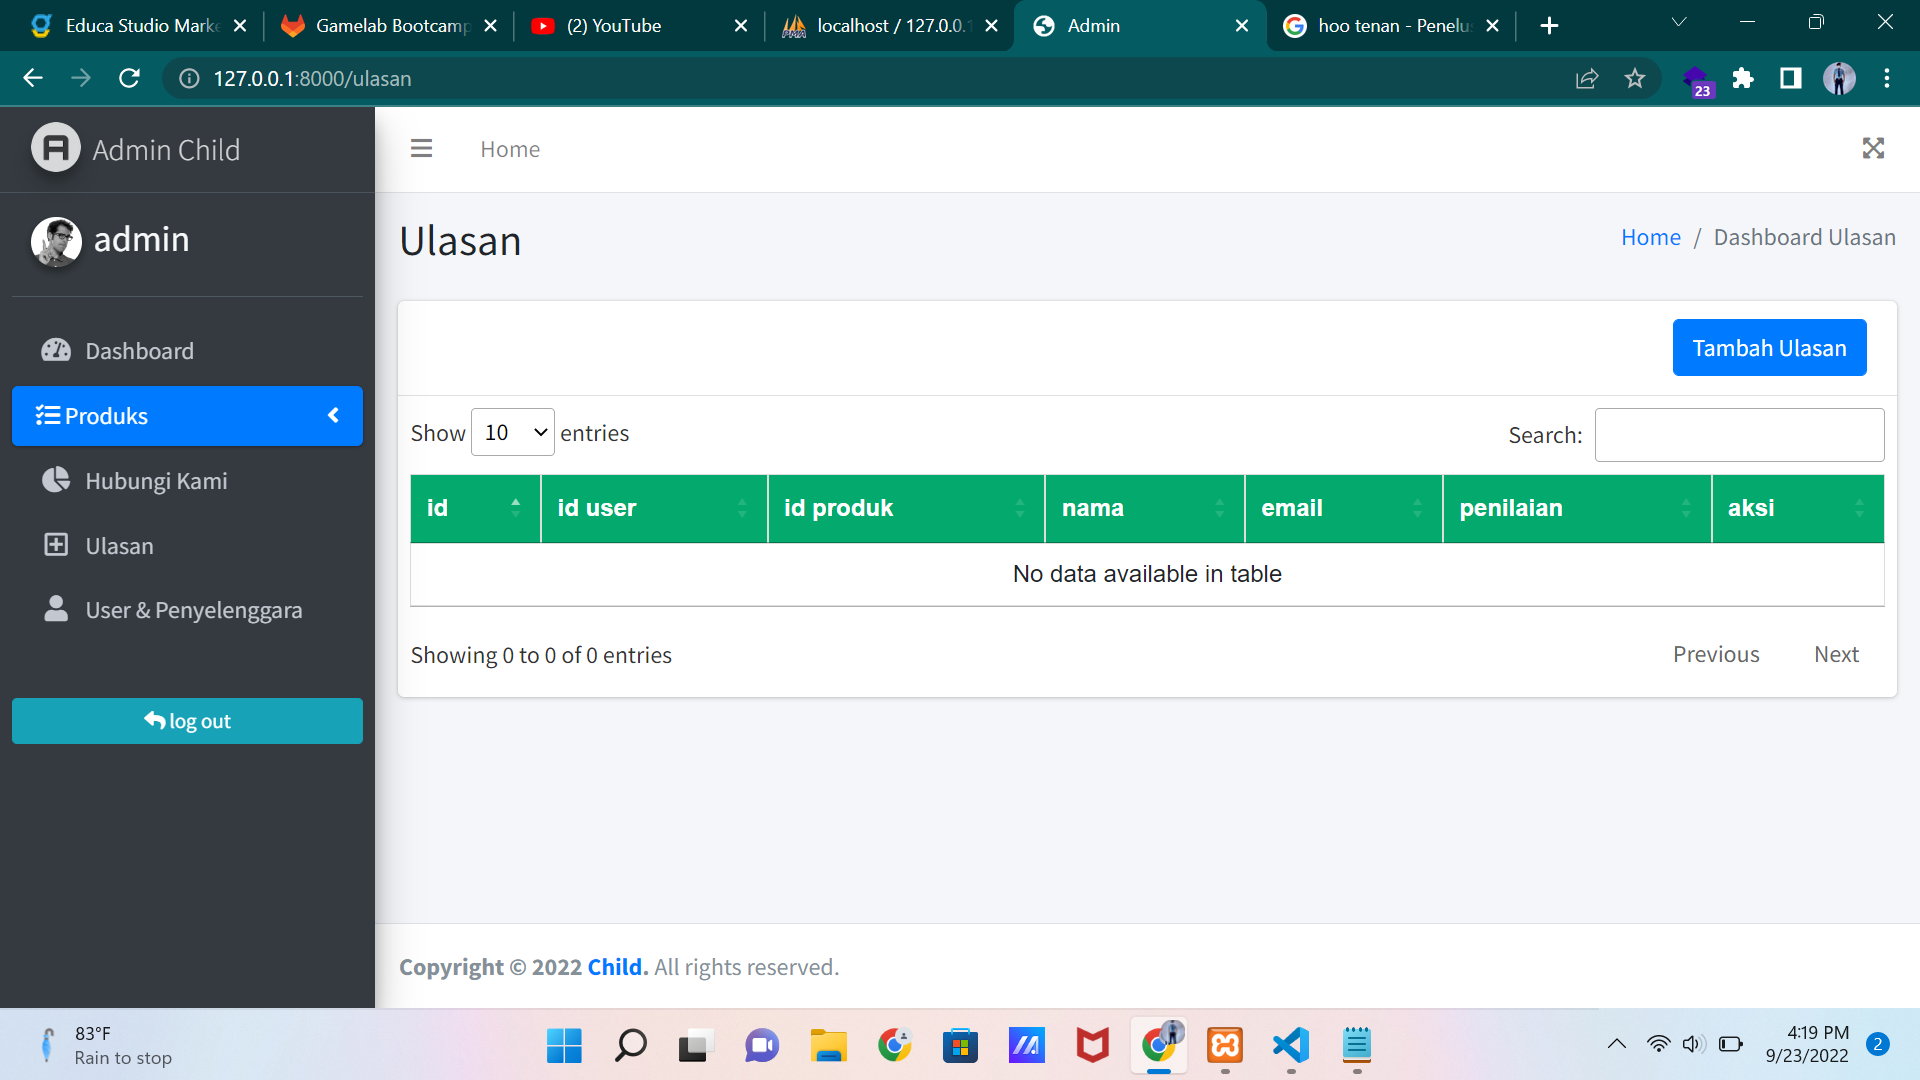 Educa Studio Marke
Gamelab Bootcamp
(2) YouTube
localhost / 127.0.0.1
Admin
hoo tenan - Penelu
127.0.0.1:8000/ulasan
23
Admin Child
Home
admin
Ulasan
Home / Dashboard Ulasan
Dashboard
Produks
Hubungi Kami
Ulasan
User & Penyelenggara
log out
Tambah Ulasan
Show 10 entries
Search:
id id user id produk nama email penilaian aksi
No data available in table
Showing 0 to 0 of 0 entries
Previous Next
Copyright © 2022 Child. All rights reserved.
83°F
Rain to stop
4:19 PM
9/23/2022
2